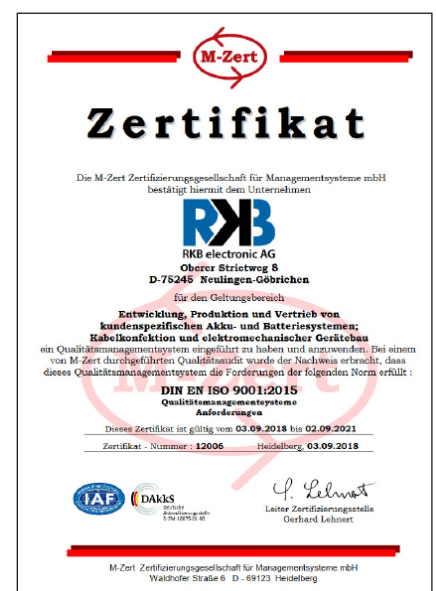 M-Zert
Zertifikat
Die M-Zert Zertifizierungsgesellschaft für Managementsysteme mbH
bestätigt hiermit dem Unternehmen
RKB
RKB electronic AG
Oberer Strietweg 8
D-75245 Neulingen-Göbrichen
für den Geltungsbereich
Entwicklung, Produktion und Vertrieb von
kundenspezifischen Akku- und Batteriesystemen;
Kabelkonfektion und elektromechanischer Gerätebau
ein Qualitätsmanagementsystem eingeführt zu haben und anzuwenden. Bei einem
von M-Zert durchgeführten Qualitätsaudit wurde der Nachweis erbracht, dass
dieses Qualitätsmanagementsystem die Forderungen der folgenden Norm erfüllt :
M-Zert
DIN EN ISO 9001:2015
Qualitätsmanagementsysteme
Anforderungen
Dieses Zertifikat ist gültig vom 03.09.2018 bis 02.09.2021
Zertifikat - Nummer : 12006 Heidelberg, 03.09.2018
IAF
DAkkS
Deutsche
Akkreditierungsstelle
G. Lehnert
Leiter Zertifizierungsstelle
Gerhard Lehnert
M-Zert Zertifizierungsgesellschaft für Managementsysteme mbH
Waldhofer Straße 6 D - 69123 Heidelberg